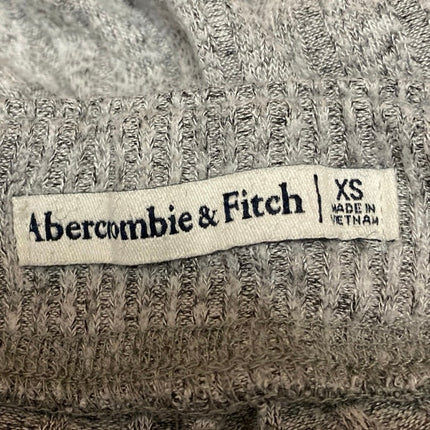 Abercrombie & Fitch
XS
MADE IN
VIETNAM